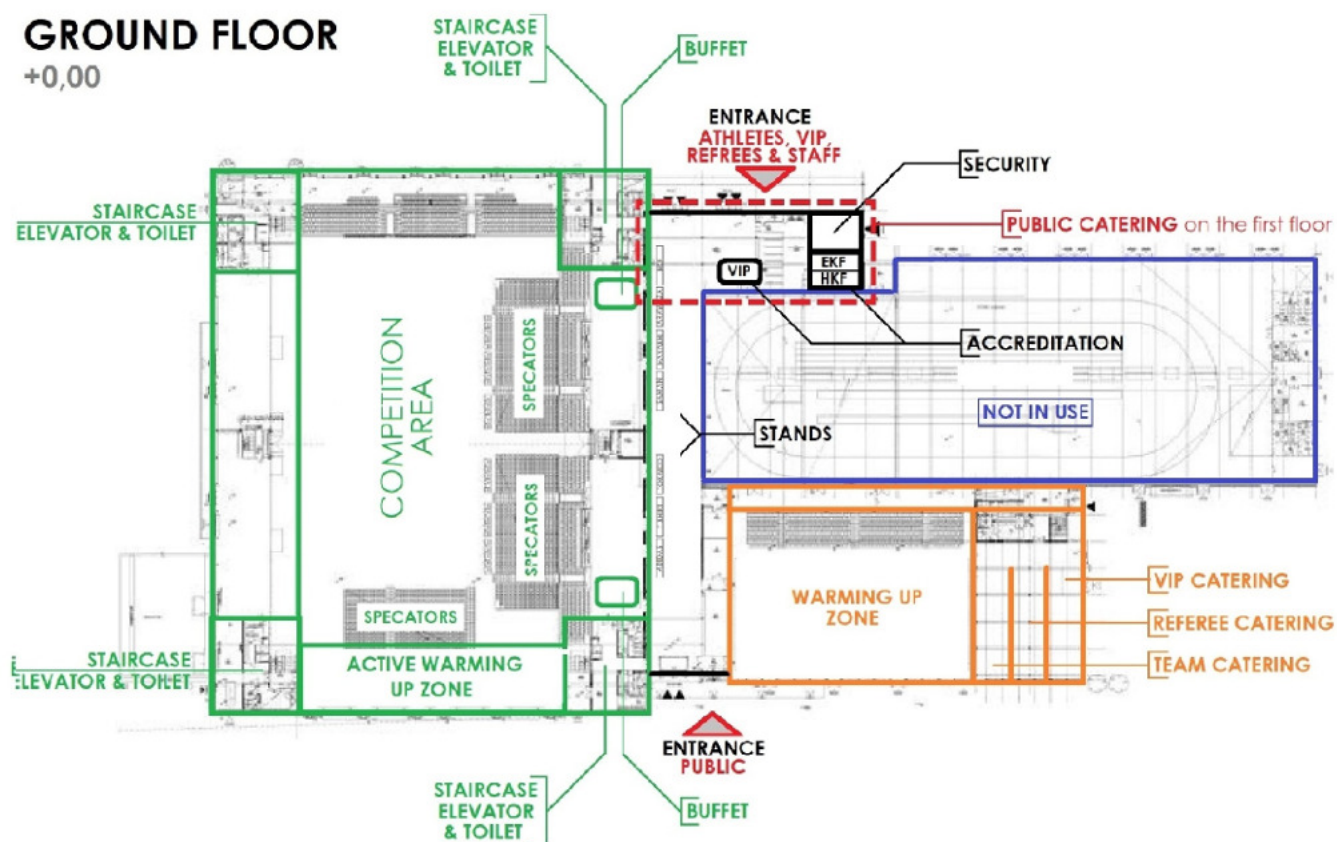 GROUND FLOOR
+0,00
STAIRCASE
ELEVATOR
& TOILET
BUFFET
ENTRANCE
ATHLETES, VIP,
REFREES & STAFF
SECURITY
STAIRCASE
ELEVATOR & TOILET
PUBLIC CATERING on the first floor
EKF
HKF
VIP
ACCREDITATION
COMPETITION
AREA
SPECATORS
NOT IN USE
STANDS
SPECATORS
VIP CATERING
WARMING UP
ZONE
SPECATORS
REFEREE CATERING
STAIRCASE
ELEVATOR & TOILET
ACTIVE WARMING
UP ZONE
TEAM CATERING
ENTRANCE
PUBLIC
STAIRCASE
ELEVATOR
& TOILET
BUFFET